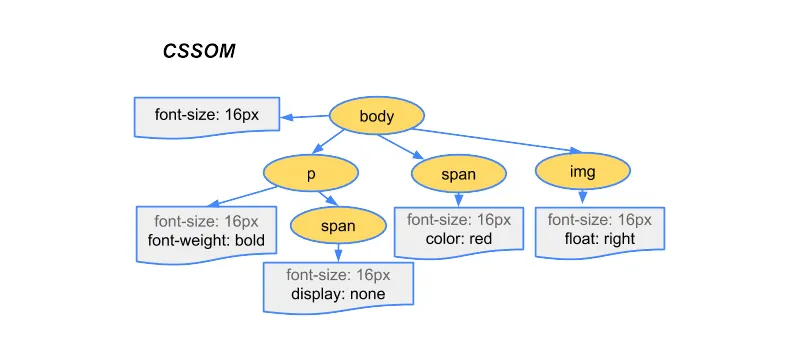 CSSOM
font-size: 16px
body
p
span
img
font-size: 16px
font-weight: bold
span
font-size: 16px
color: red
font-size: 16px
float: right
font-size: 16px
display: none